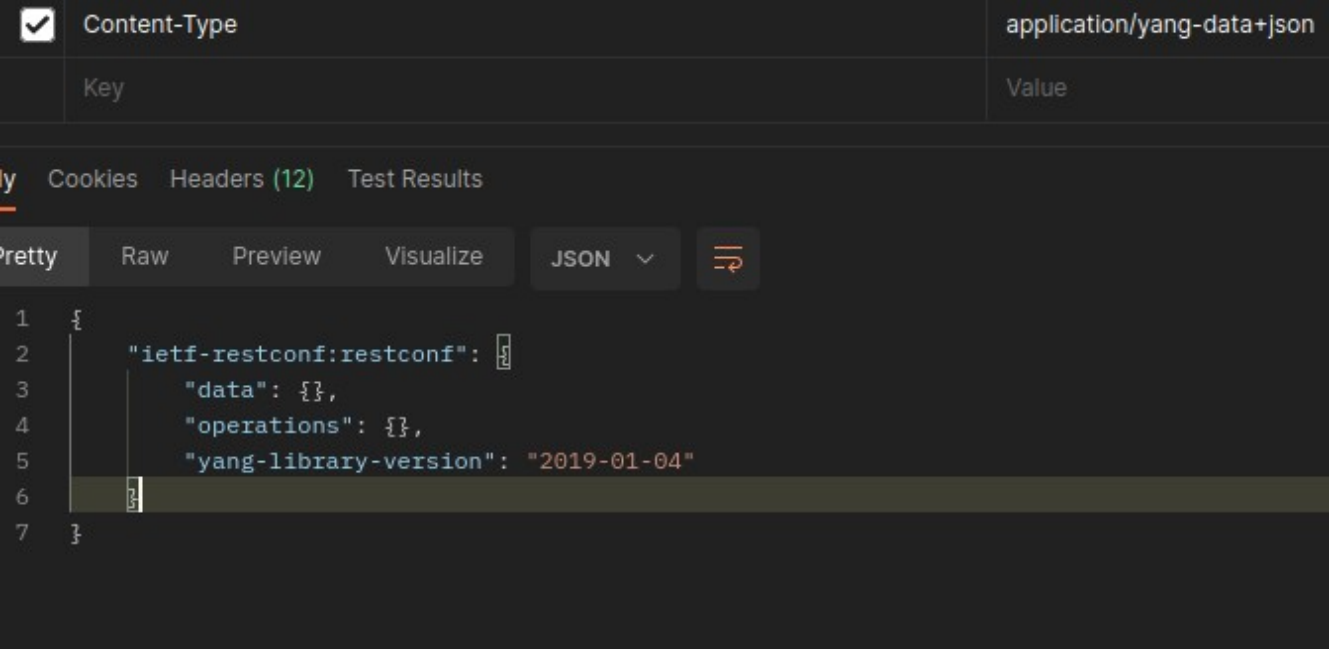 Content-Type application/yang-data+json
Key Value
Cookies Headers (12) Test Results
Pretty Raw Preview Visualize JSON
1 {
2 "ietf-restconf:restconf": {
3 "data": {},
4 "operations": {},
5 "yang-library-version": "2019-01-04"
6 }
7 }